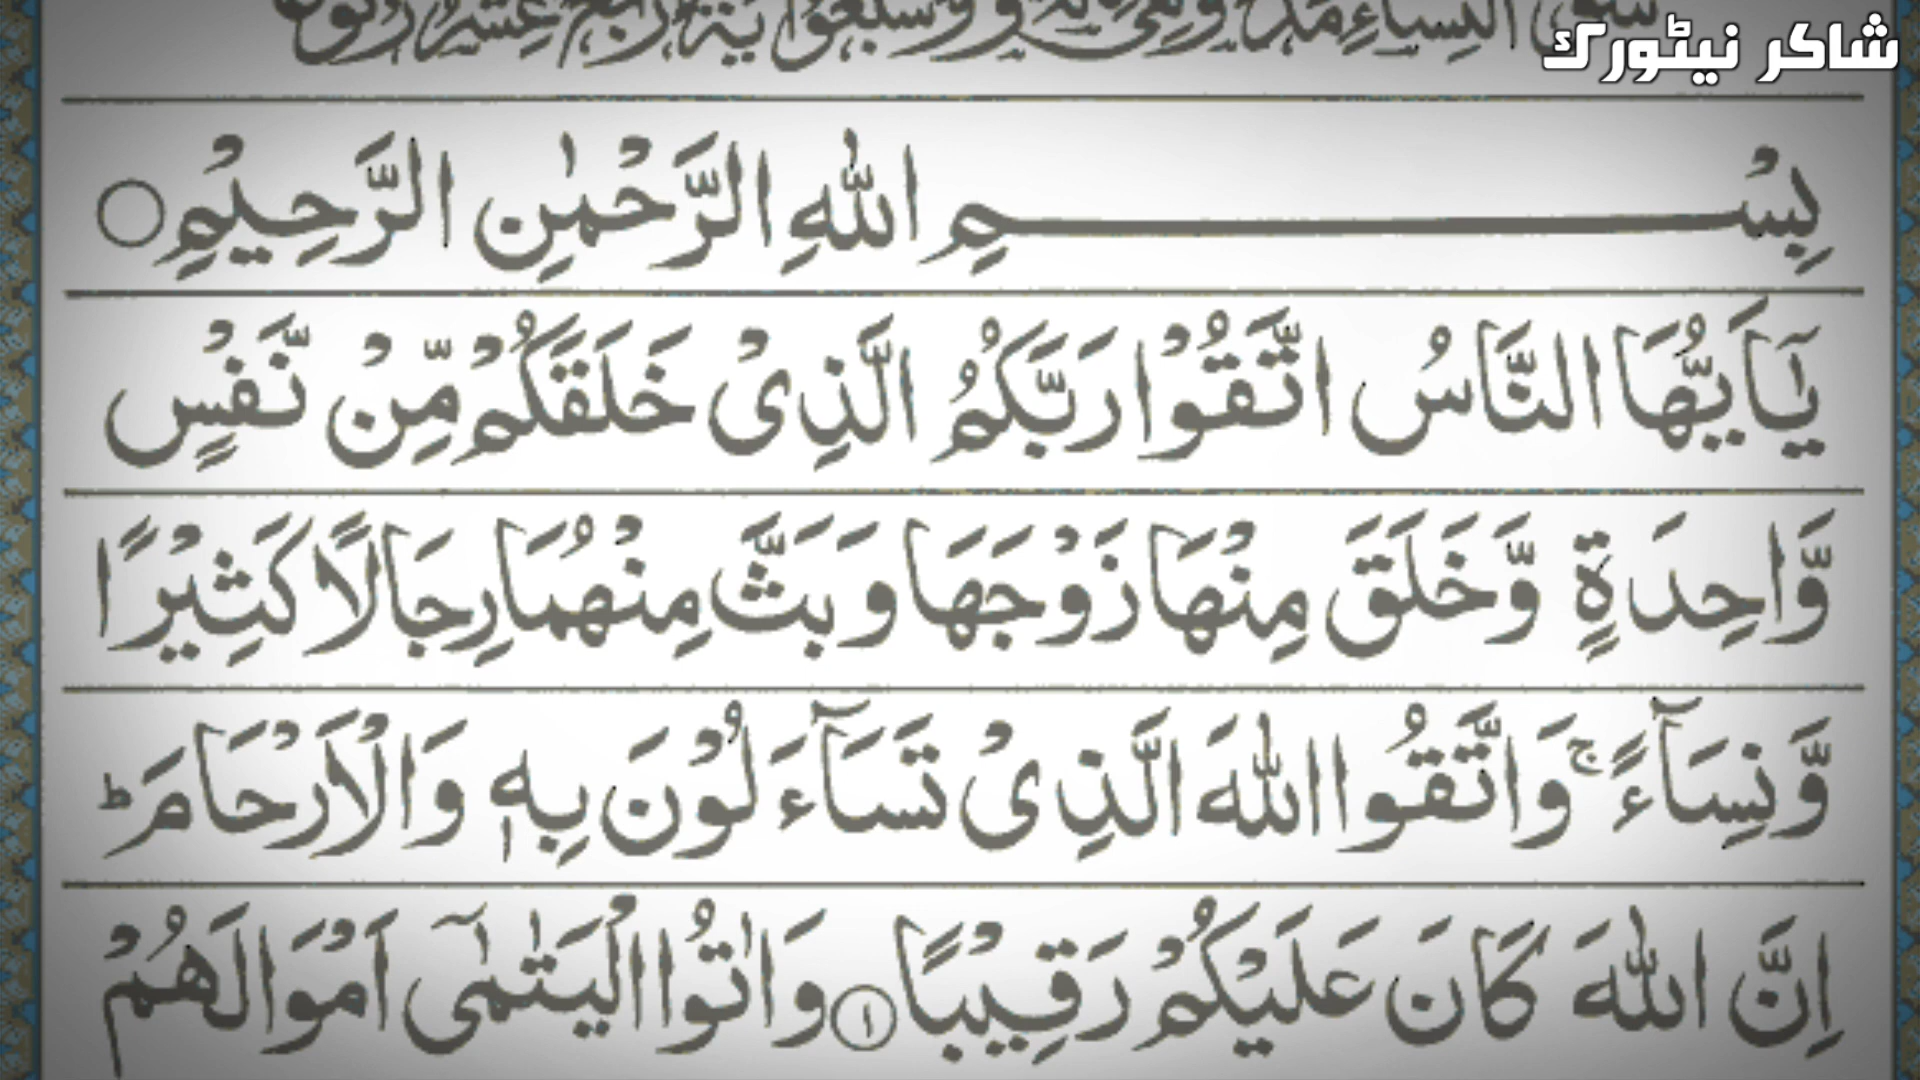 شاکر نیٹورک
بِسْمِ اللّٰهِ الرَّحْمٰنِ الرَّحِيْمِ ○
يٰۤاَيُّهَا النَّاسُ اتَّقُوْا رَبَّكُمُ الَّذِىْ خَلَقَكُمْ مِّنْ نَّفْسٍ
وَّاحِدَةٍ وَّخَلَقَ مِنْهَا زَوْجَهَا وَبَثَّ مِنْهُمَا رِجَالًا كَثِيْرًا
وَّنِسَآءً ۚ وَاتَّقُوا اللّٰهَ الَّذِىْ تَسَآءَلُوْنَ بِهٖ وَالْاَرْحَامَ ؕ
اِنَّ اللّٰهَ كَانَ عَلَيْكُمْ رَقِيْبًا ۝۱ وَاٰتُوا الْيَتٰمٰٓى اَمْوَالَهُمْ